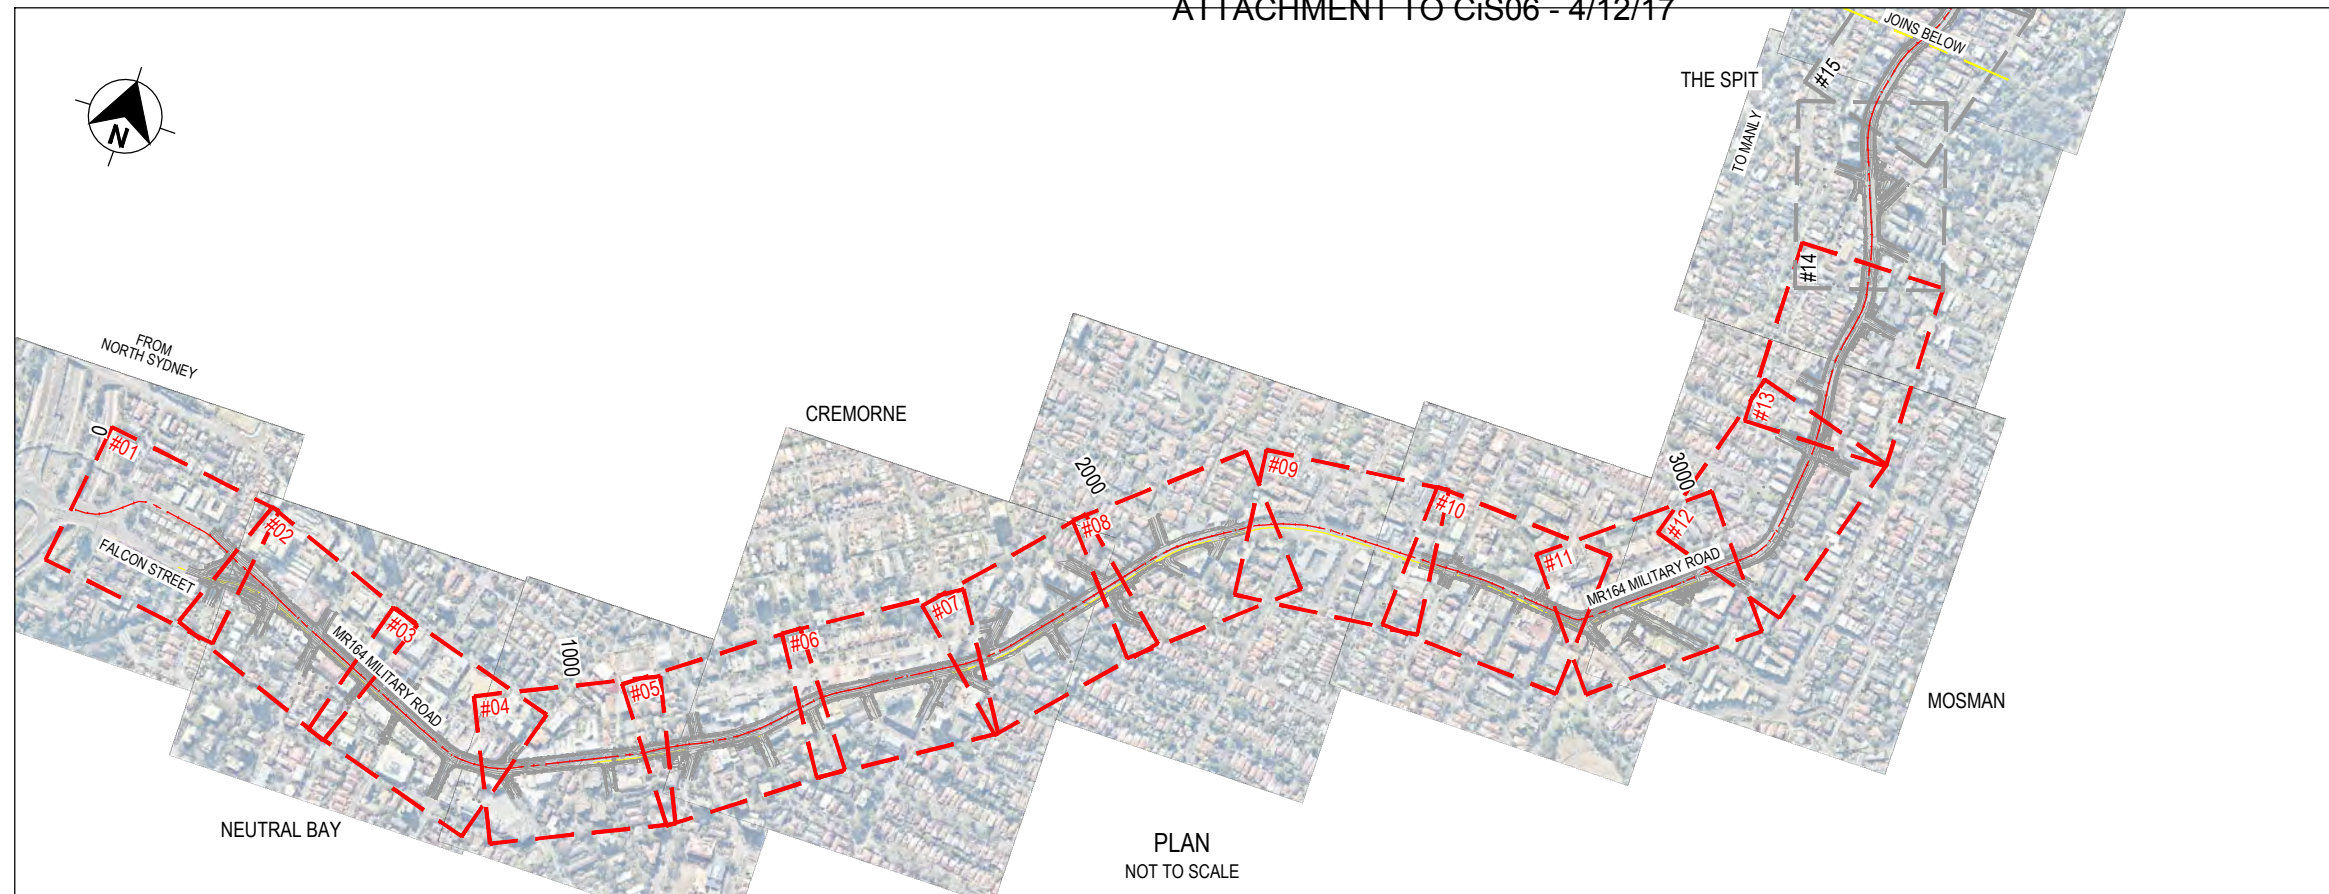 ATTACHMENT TO CiS06 - 4/12/17
JOINS BELOW
THE SPIT
#15
TO MANLY
N
#14
FROM
NORTH SYDNEY
CREMORNE
#13
0
#01
#09
2000
3000
#10
#02
#08
#12
FALCON STREET
#11
MR164 MILITARY ROAD
#07
#03
MR164 MILITARY ROAD
#06
1000
#05
#04
MOSMAN
NEUTRAL BAY
PLAN
NOT TO SCALE